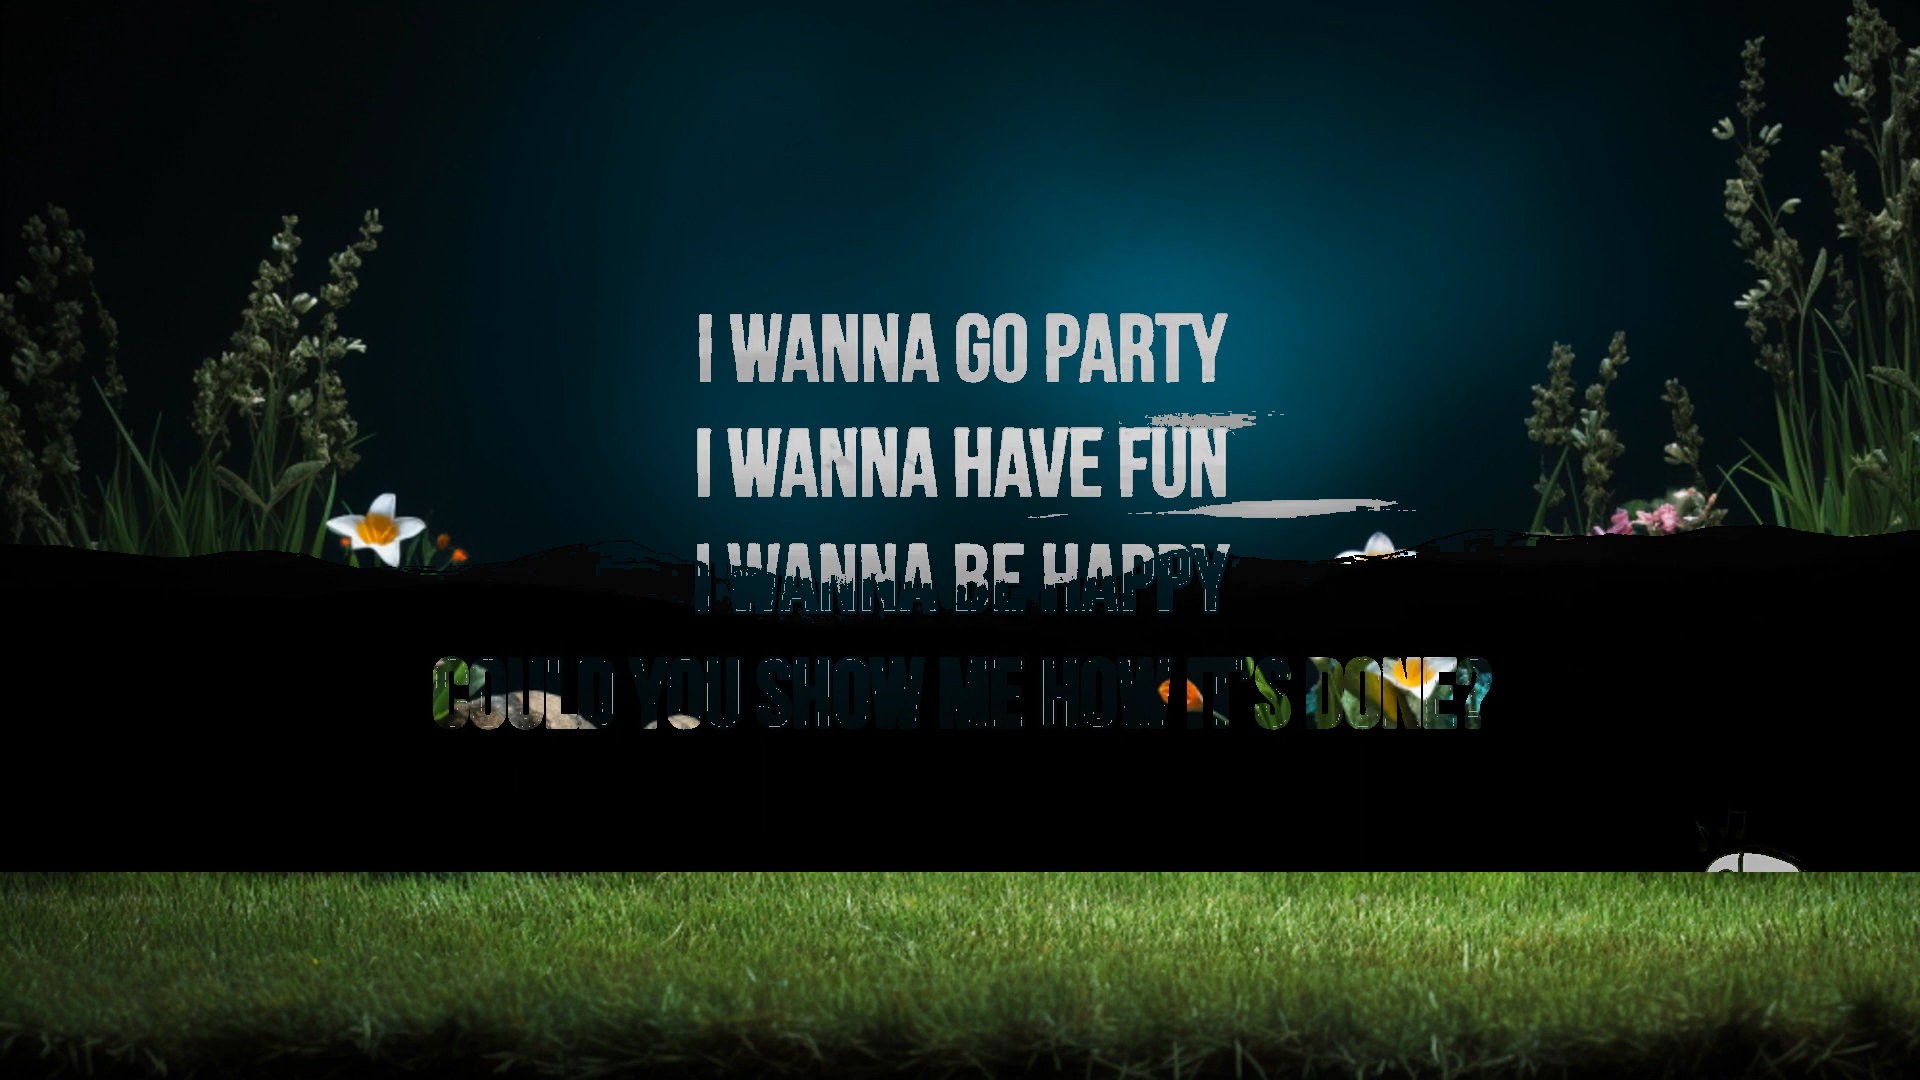 I WANNA GO PARTY
I WANNA HAVE FUN
I WANNA BE HAPPY
COULD YOU SHOW ME HOW IT'S DONE?